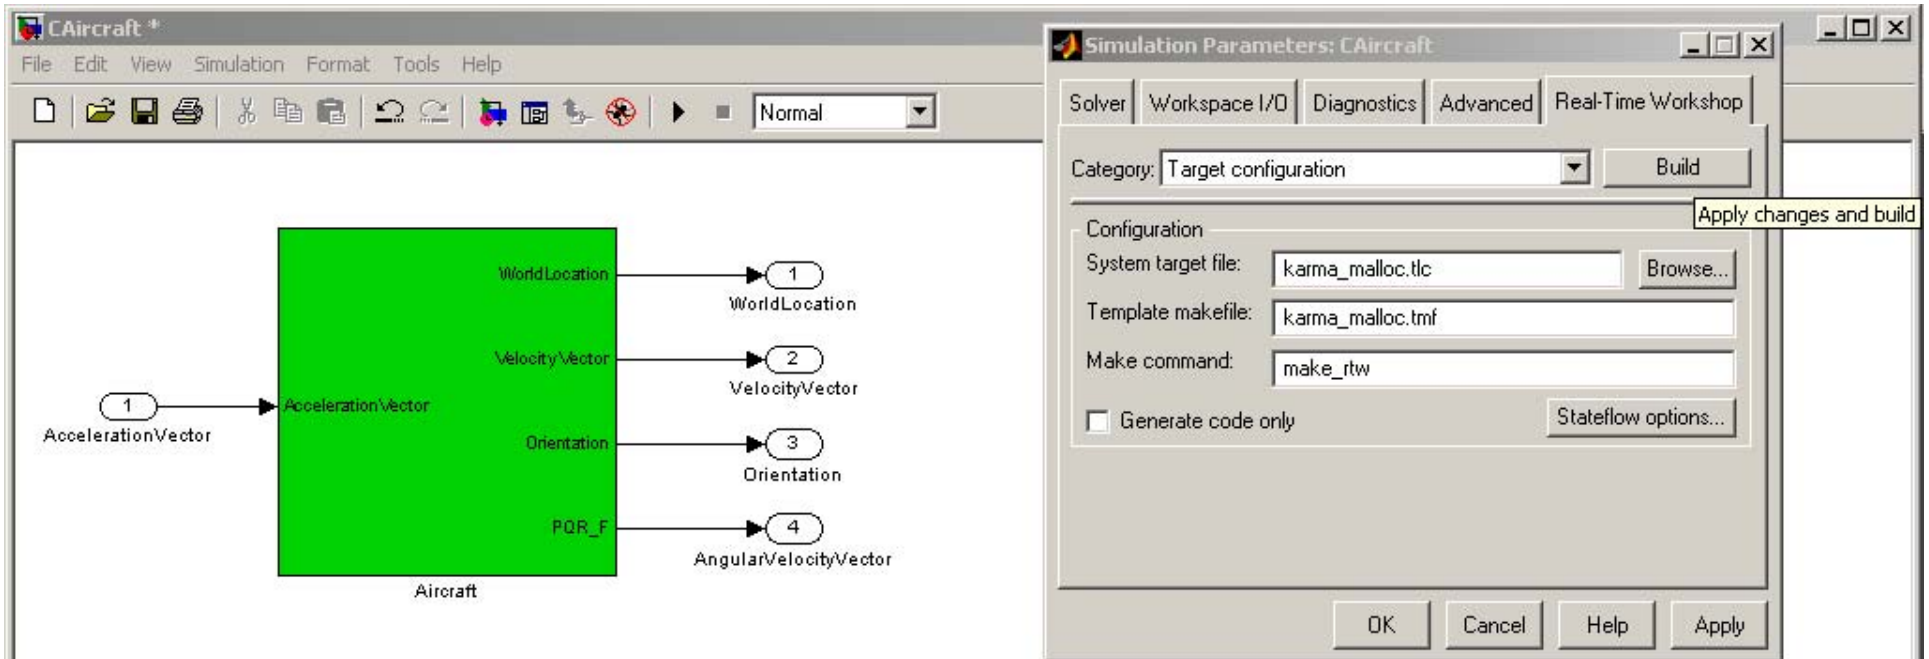 CAircraft *
File Edit View Simulation Format Tools Help
Normal
1
AccelerationVector
AccelerationVector
WorldLocation
VelocityVector
Orientation
PQR_F
Aircraft
1
WorldLocation
2
VelocityVector
3
Orientation
4
AngularVelocityVector
Simulation Parameters: CAircraft
Solver Workspace I/O Diagnostics Advanced Real-Time Workshop
Category: Target configuration Build
Apply changes and build
Configuration
System target file: karma_malloc.tlc Browse...
Template makefile: karma_malloc.tmf
Make command: make_rtw
Generate code only Stateflow options...
OK Cancel Help Apply